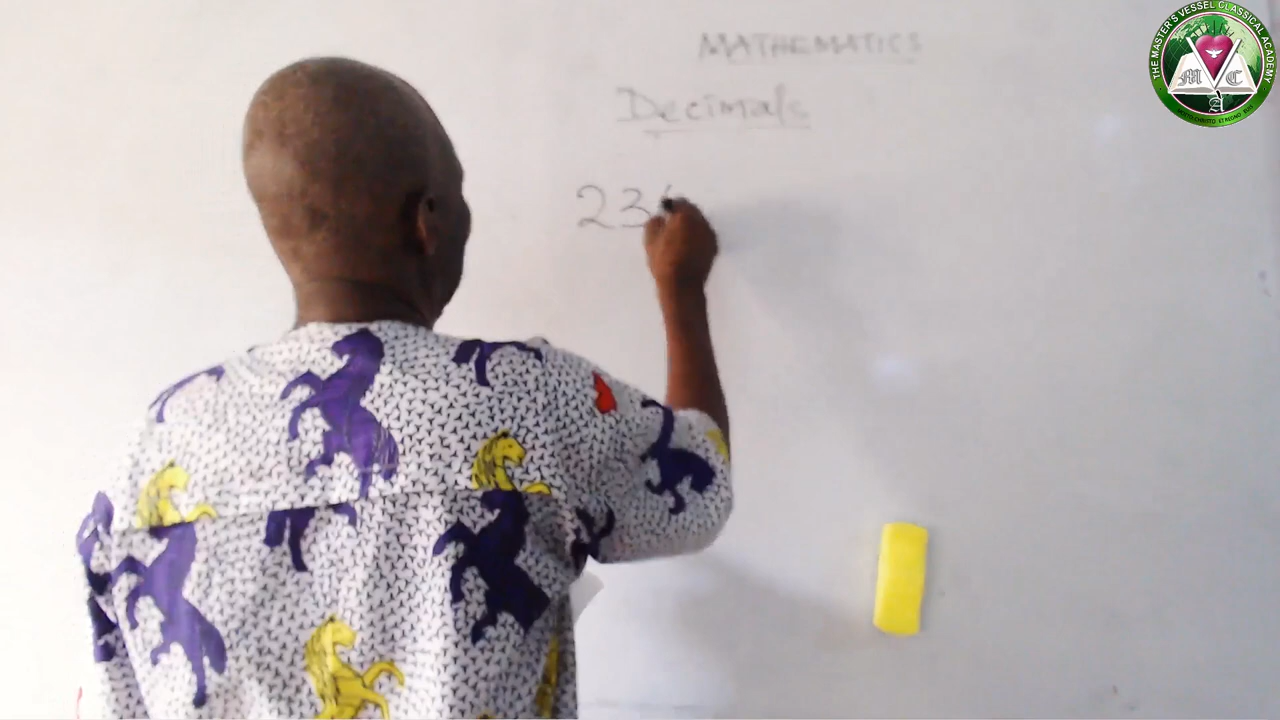 MATHEMATICS
Decimals
23
THE MASTER'S VESSEL CLASSICAL ACADEMY
M C
A